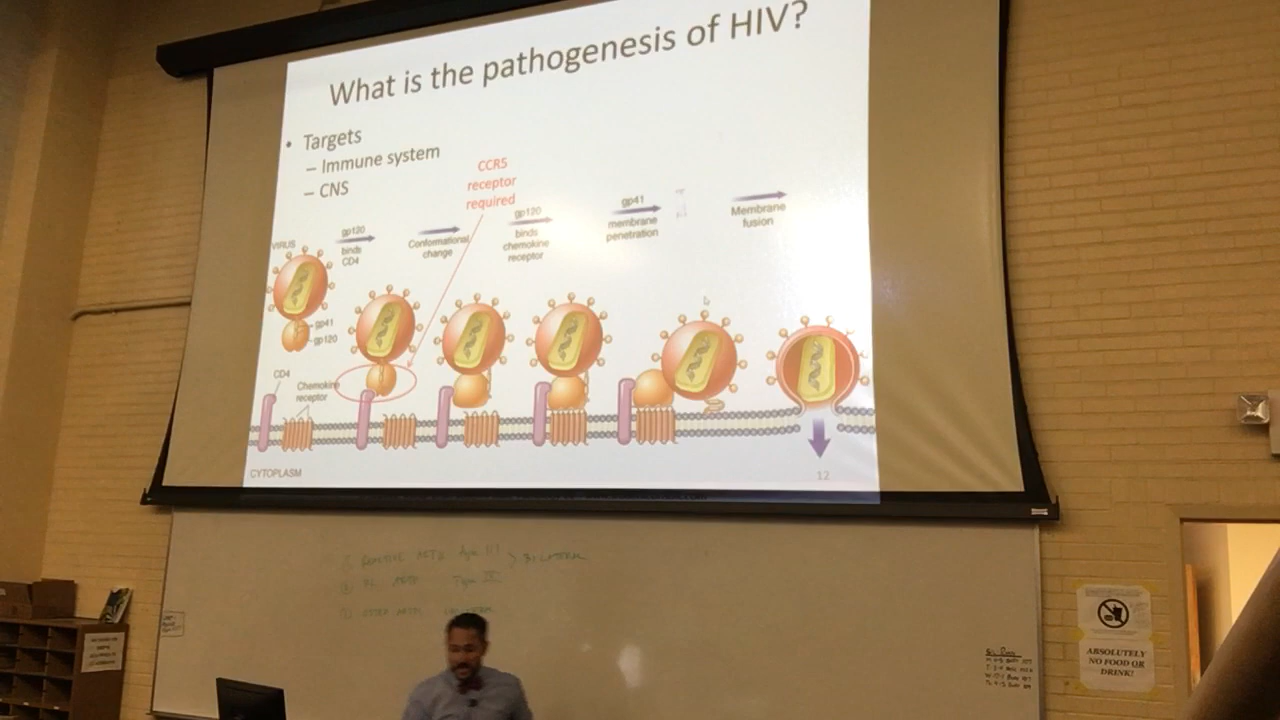 What is the pathogenesis of HIV?
• Targets
– Immune system
– CNS
CCR5
receptor
required
VIRUS
gp120
binds
CD4
Conformational
change
gp120
binds
chemokine
receptor
gp41
membrane
penetration
Membrane
fusion
gp41
gp120
CD4
Chemokine
receptor
CYTOPLASM
12
ABSOLUTELY
NO FOOD OR
DRINK!